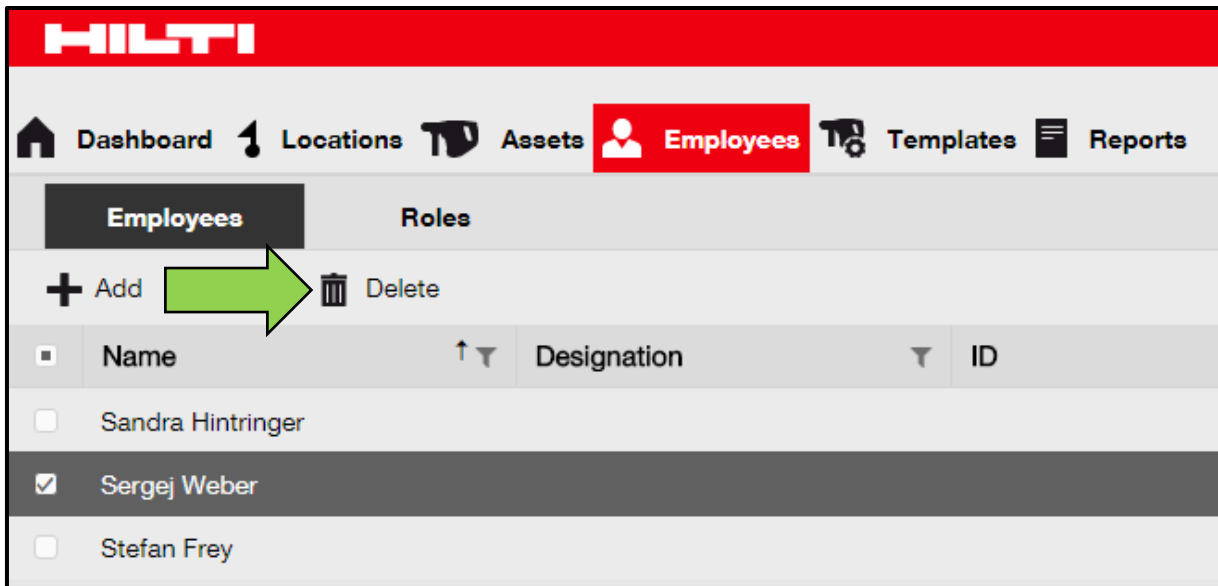 HILTI
Dashboard Locations Assets Employees Templates Reports
Employees Roles
Add Delete
Name Designation ID
Sandra Hintringer
Sergej Weber
Stefan Frey